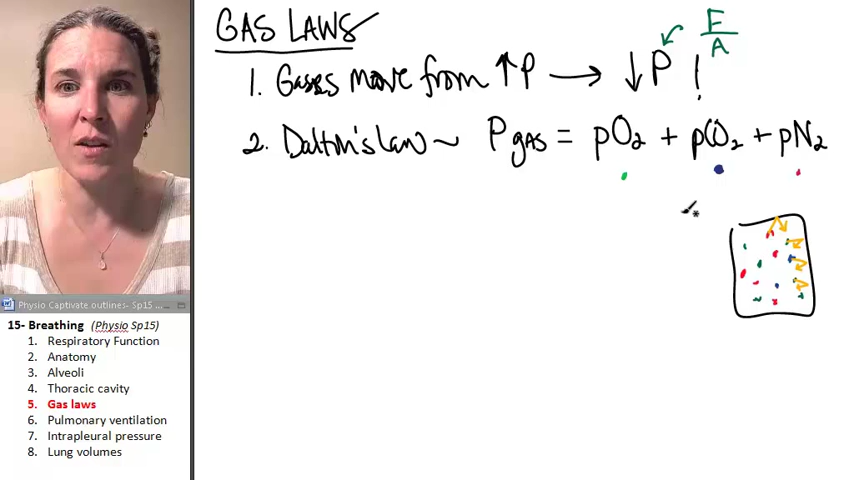 GAS LAWS
1. Gases move from ↑P → ↓P !
F
A
2. Dalton's law ~ P gas = pO2 + pCO2 + pN2
Physio Captivate outlines- Sp15 ...
15- Breathing (Physio Sp15)
1. Respiratory Function
2. Anatomy
3. Alveoli
4. Thoracic cavity
5. Gas laws
6. Pulmonary ventilation
7. Intrapleural pressure
8. Lung volumes